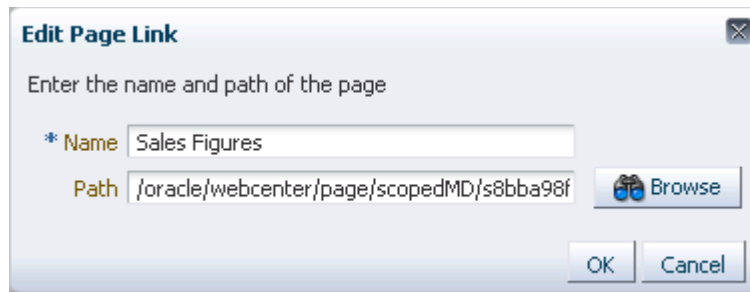 Edit Page Link
Enter the name and path of the page
* Name Sales Figures
Path /oracle/webcenter/page/scopedMD/s8bba98f Browse
OK Cancel